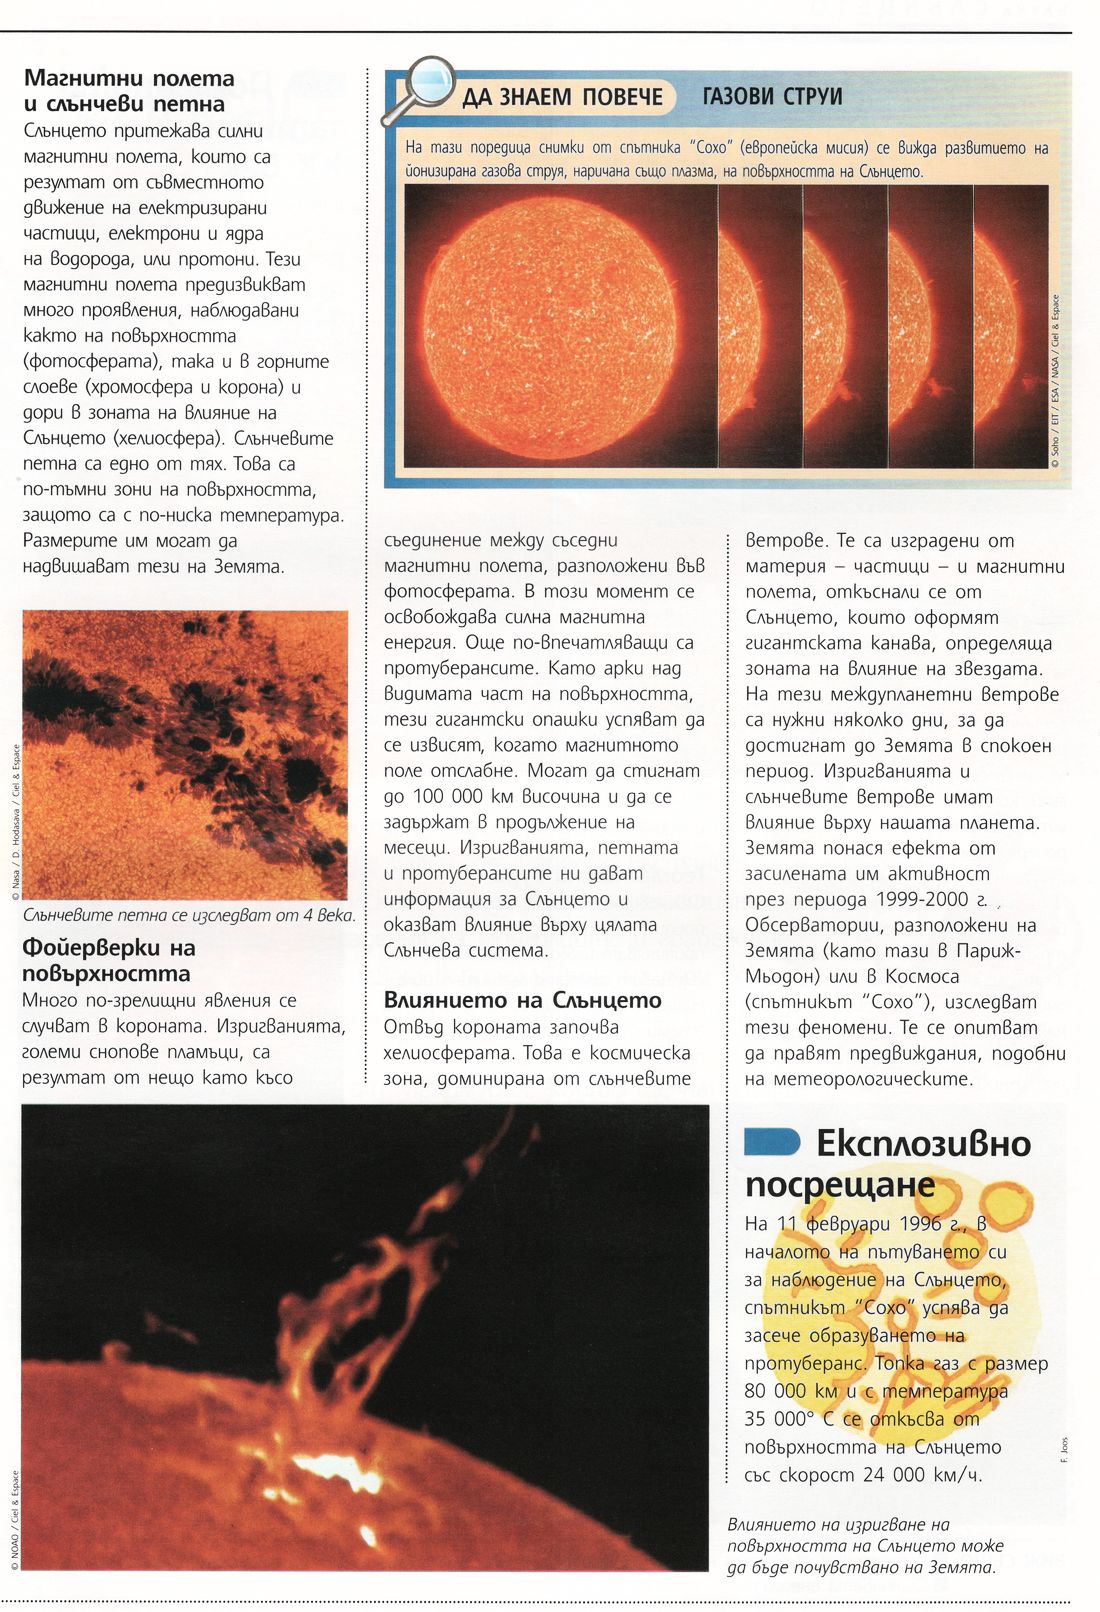 Магнитни полета
и слънчеви петна
Слънцето притежава силни
магнитни полета, които са
резултат от съвместното
движение на електризирани
частици, електрони и ядра
на водорода, или протони. Тези
магнитни полета предизвикват
много проявления, наблюдавани
както на повърхността
(фотосферата), така и в горните
слоеве (хромосфера и корона) и
дори в зоната на влияние на
Слънцето (хелиосфера). Слънчевите
петна са едно от тях. Това са
по-тъмни зони на повърхността,
защото са с по-ниска температура.
Размерите им могат да
надвишават тези на Земята.
© Nasa / D. Hodasava / Ciel & Espace
Слънчевите петна се изследват от 4 века.
Фойерверки на
повърхността
Много по-зрелищни явления се
случват в короната. Изригванията,
големи снопове пламъци, са
резултат от нещо като късо
ДА ЗНАЕМ ПОВЕЧЕ ГАЗОВИ СТРУИ
На тази поредица снимки от спътника "Сохо" (европейска мисия) се вижда развитието на
йонизирана газова струя, наричана също плазма, на повърхността на Слънцето.
© Soho / EIT / ESA / NASA / Ciel & Espace
съединение между съседни
магнитни полета, разположени във
фотосферата. В този момент се
освобождава силна магнитна
енергия. Още по-впечатляващи са
протуберансите. Като арки над
видимата част на повърхността,
тези гигантски опашки успяват да
се извисят, когато магнитното
поле отслабне. Могат да стигнат
до 100 000 км височина и да се
задържат в продължение на
месеци. Изригванията, петната
и протуберансите ни дават
информация за Слънцето и
оказват влияние върху цялата
Слънчева система.
Влиянието на Слънцето
Отвъд короната започва
хелиосферата. Това е космическа
зона, доминирана от слънчевите
ветрове. Те са изградени от
материя – частици – и магнитни
полета, откъснали се от
Слънцето, които оформят
гигантската канава, определяща
зоната на влияние на звездата.
На тези междупланетни ветрове
са нужни няколко дни, за да
достигнат до Земята в спокоен
период. Изригванията и
слънчевите ветрове имат
влияние върху нашата планета.
Земята понася ефекта от
засилената им активност
през периода 1999-2000 г.
Обсерватории, разположени на
Земята (като тази в Париж-
Мьодон) или в Космоса
(спътникът "Сохо"), изследват
тези феномени. Те се опитват
да правят предвиждания, подобни
на метеорологическите.
© NOAO / Ciel & Espace
Експлозивно
посрещане
На 11 февруари 1996 г., в
началото на пътуването си
за наблюдение на Слънцето,
спътникът "Сохо" успява да
засече образуването на
протуберанс. Топка газ с размер
80 000 км и с температура
35 000° С се откъсва от
повърхността на Слънцето
със скорост 24 000 км/ч.
F. Joos
Влиянието на изригване на
повърхността на Слънцето може
да бъде почувствано на Земята.